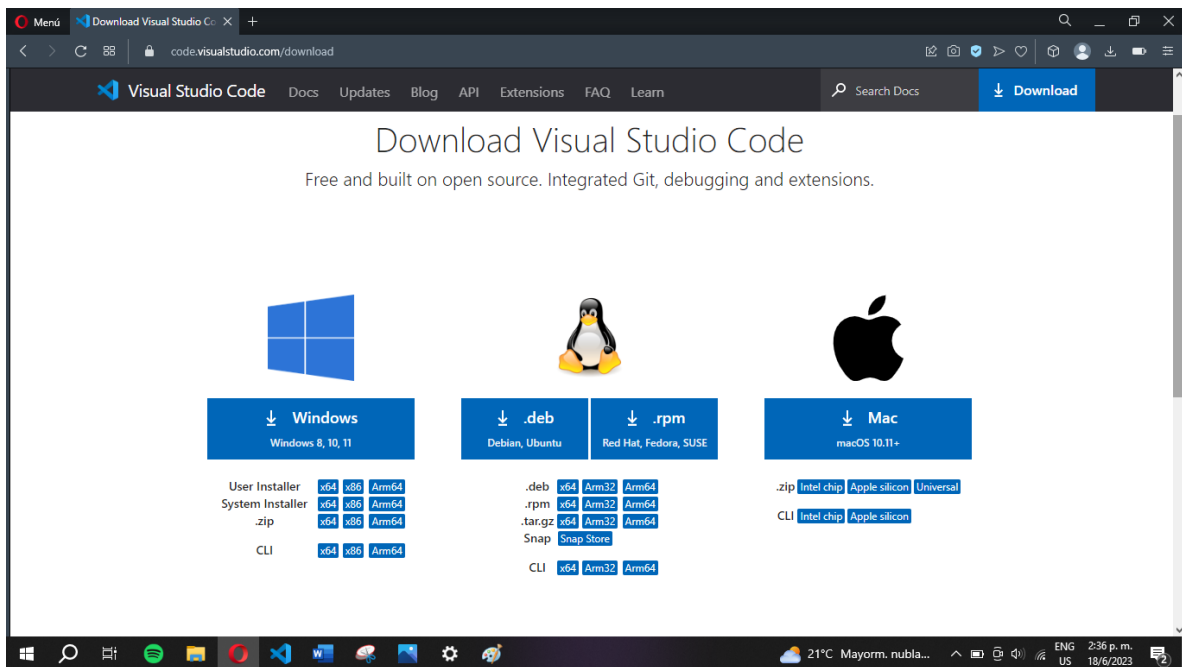 Menú
Download Visual Studio Co
code.visualstudio.com/download
Visual Studio Code Docs Updates Blog API Extensions FAQ Learn Search Docs Download
Download Visual Studio Code
Free and built on open source. Integrated Git, debugging and extensions.
Windows
Windows 8, 10, 11
User Installer x64 x86 Arm64
System Installer x64 x86 Arm64
.zip x64 x86 Arm64
CLI x64 x86 Arm64
.deb
Debian, Ubuntu
.rpm
Red Hat, Fedora, SUSE
.deb x64 Arm32 Arm64
.rpm x64 Arm32 Arm64
.tar.gz x64 Arm32 Arm64
Snap Snap Store
CLI x64 Arm32 Arm64
Mac
macOS 10.11+
.zip Intel chip Apple silicon Universal
CLI Intel chip Apple silicon
21°C Mayorm. nubla...
ENG
US
2:36 p. m.
18/6/2023
2